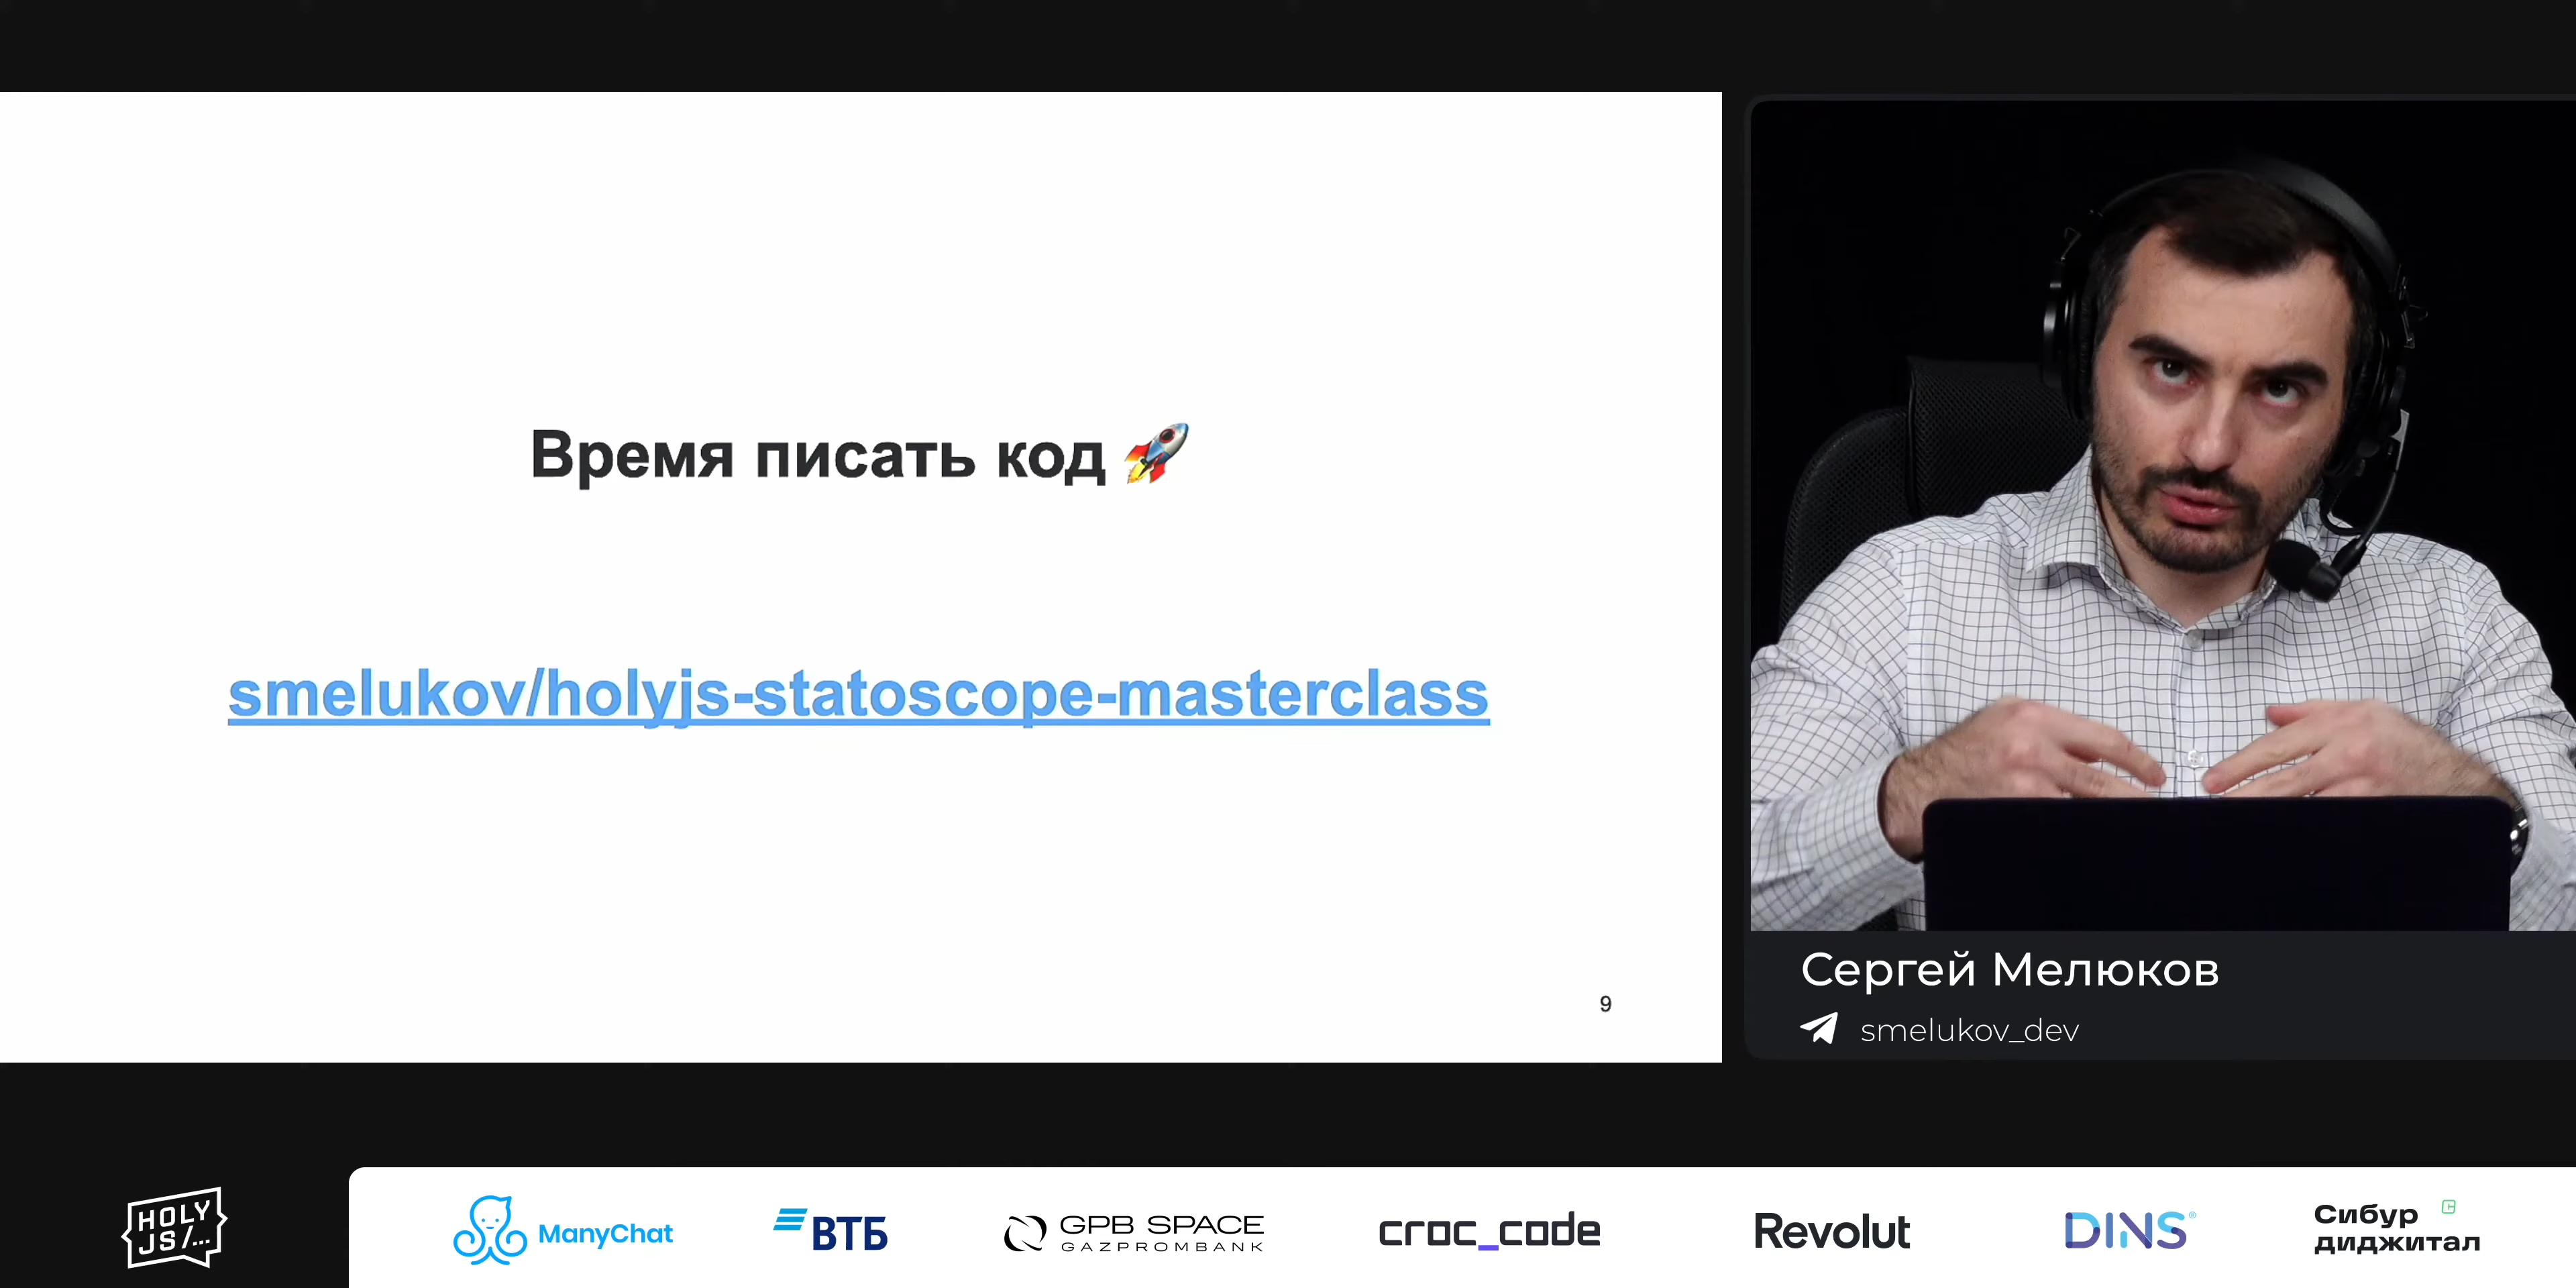 Время писать код 🚀
smelukov/holyjs-statoscope-masterclass
9
Сергей Мелюков
smelukov_dev
HOLY
JS/...
ManyChat
ВТБ
GPB SPACE
GAZPROMBANK
croc_code
Revolut
DINS®
Сибур
диджитал